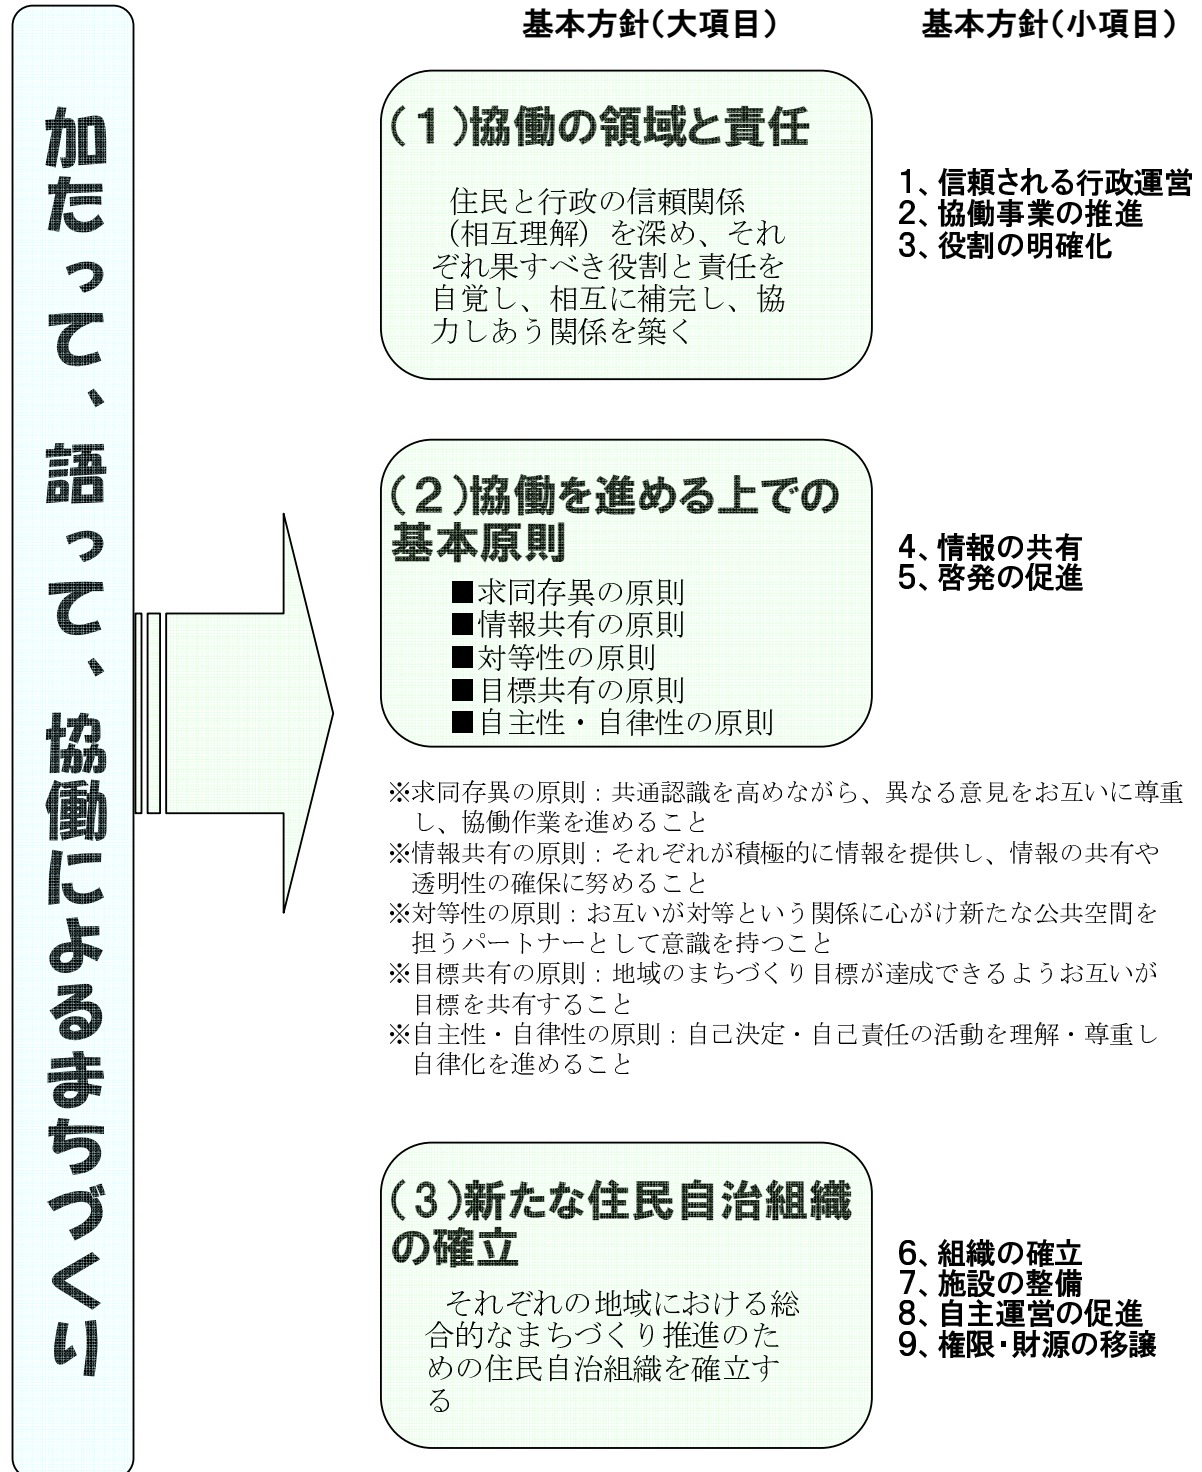 基本方針(大項目)
基本方針(小項目)
加たって、語って、協働によるまちづくり
(1)協働の領域と責任
住民と行政の信頼関係
(相互理解)を深め、それ
ぞれ果すべき役割と責任を
自覚し、相互に補完し、協
力しあう関係を築く
1、信頼される行政運営
2、協働事業の推進
3、役割の明確化
(2)協働を進める上での
基本原則
■求同存異の原則
■情報共有の原則
■対等性の原則
■目標共有の原則
■自主性・自律性の原則
4、情報の共有
5、啓発の促進
※求同存異の原則：共通認識を高めながら、異なる意見をお互いに尊重
し、協働作業を進めること
※情報共有の原則：それぞれが積極的に情報を提供し、情報の共有や
透明性の確保に努めること
※対等性の原則：お互いが対等という関係に心がけ新たな公共空間を
担うパートナーとして意識を持つこと
※目標共有の原則：地域のまちづくり目標が達成できるようお互いが
目標を共有すること
※自主性・自律性の原則：自己決定・自己責任の活動を理解・尊重し
自律化を進めること
(3)新たな住民自治組織
の確立
それぞれの地域における総
合的なまちづくり推進のた
めの住民自治組織を確立す
る
6、組織の確立
7、施設の整備
8、自主運営の促進
9、権限・財源の移譲